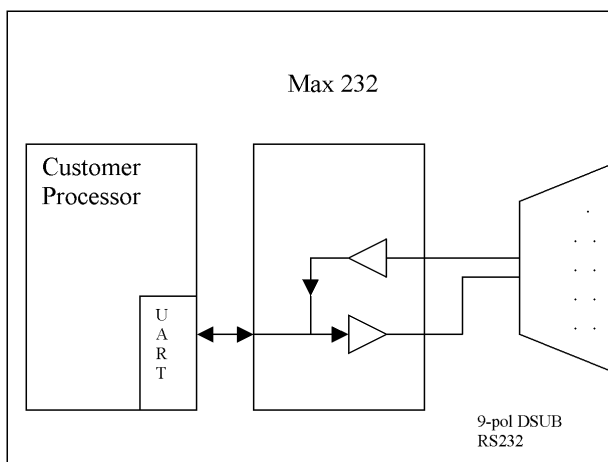 Max 232
Customer
Processor
U
A
R
T
9-pol DSUB
RS232